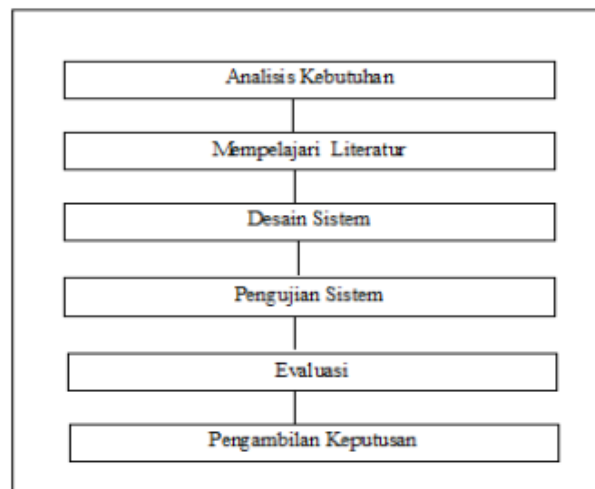 Analisis Kebutuhan
Mempelajari Literatur
Desain Sistem
Pengujian Sistem
Evaluasi
Pengambilan Keputusan